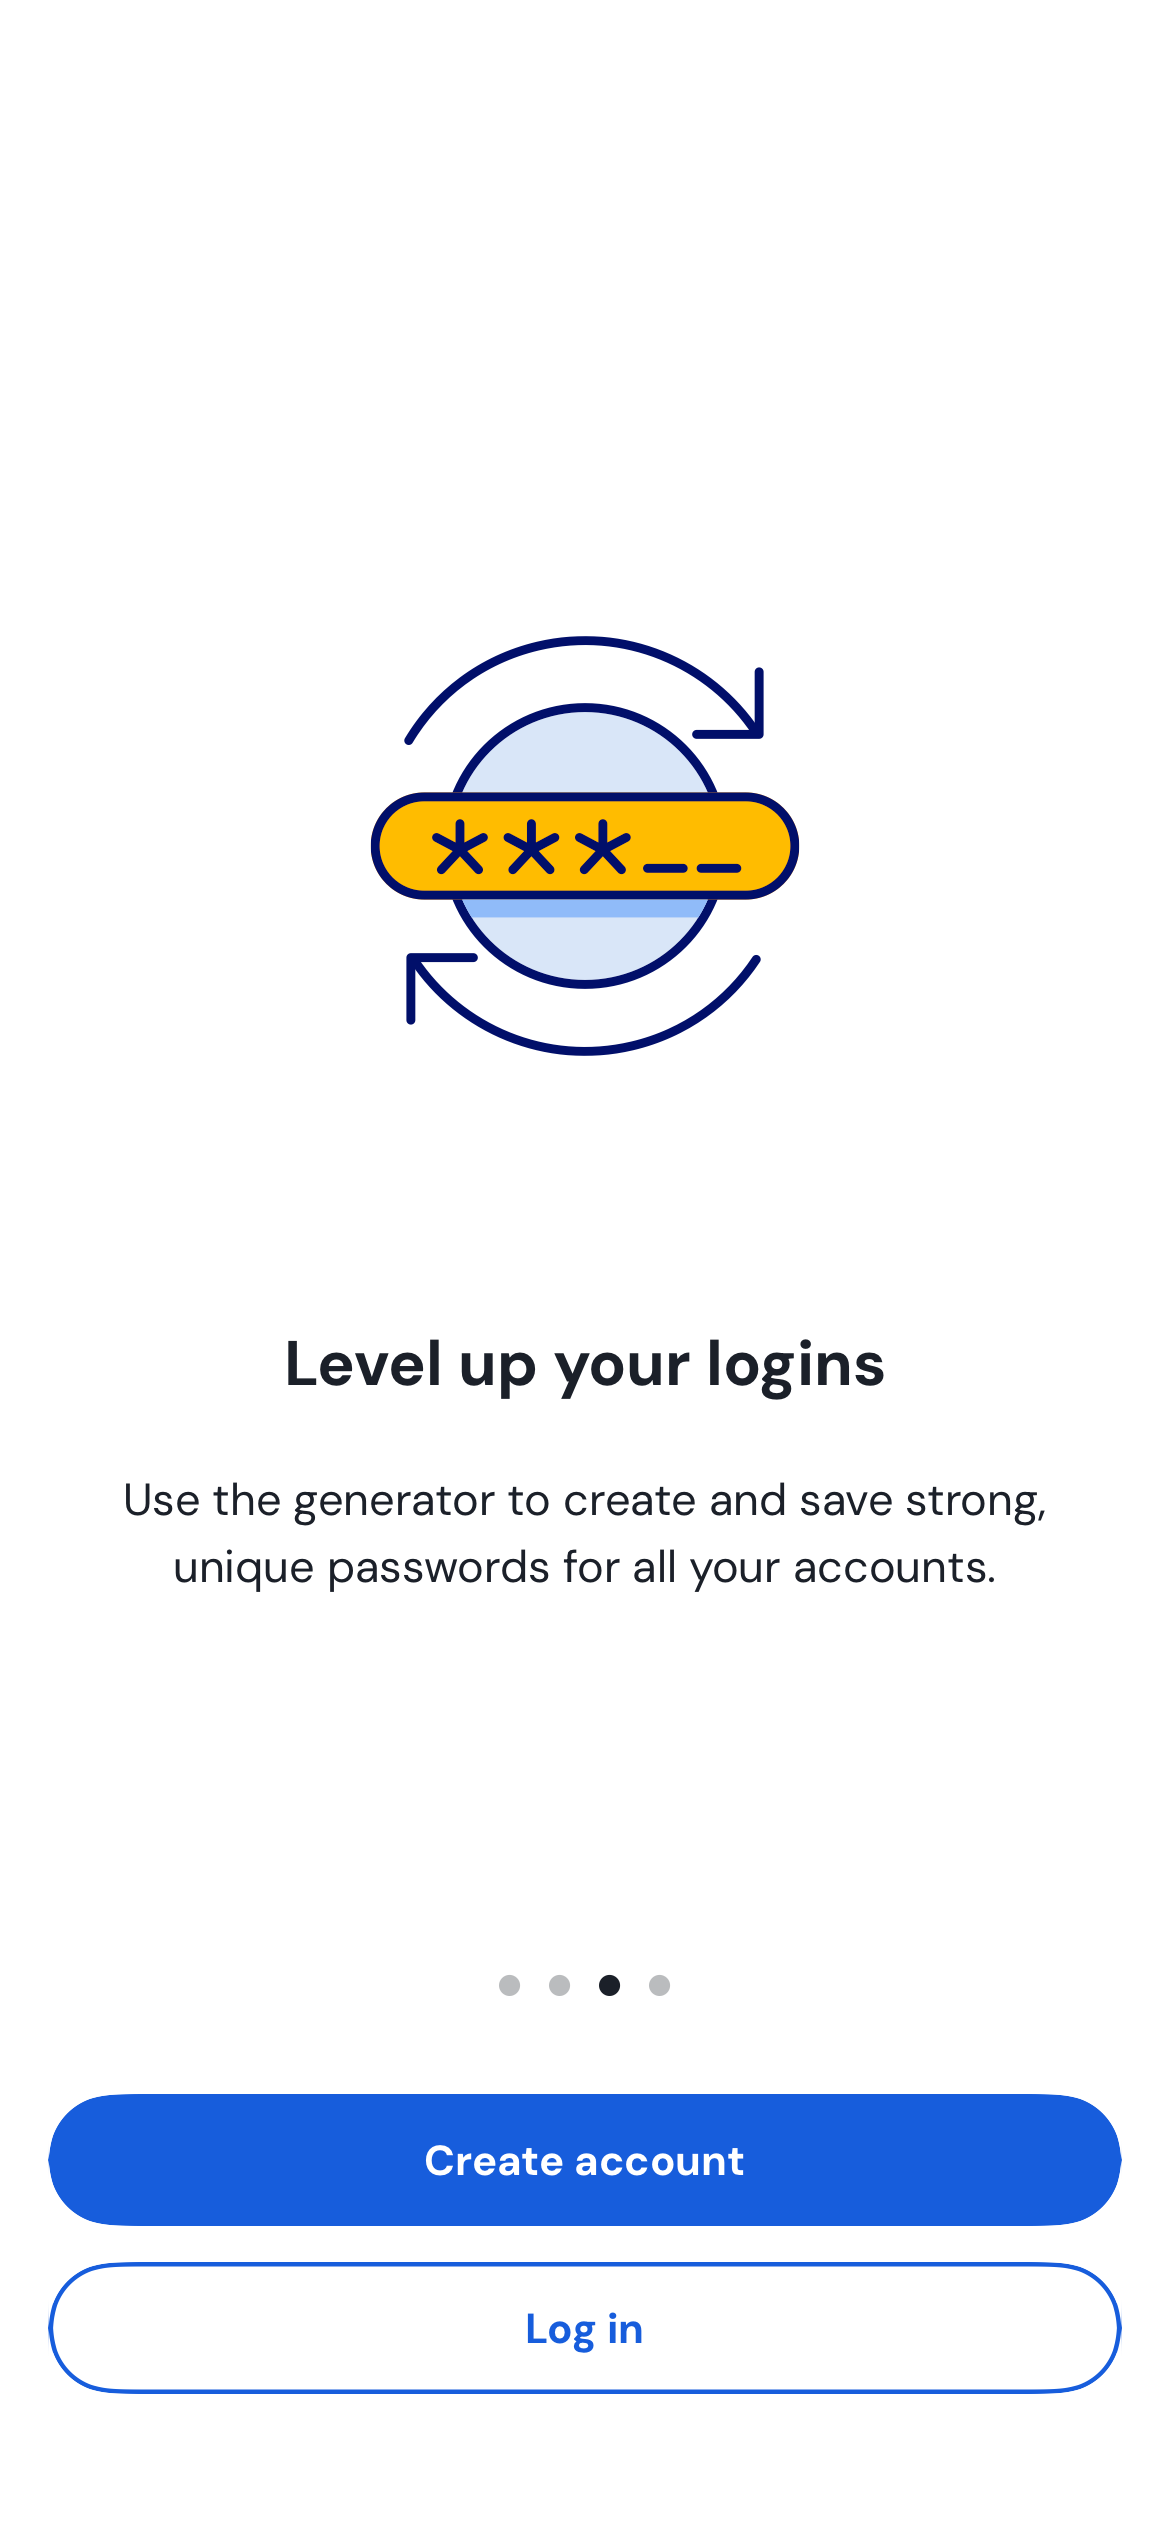 ***__
Level up your logins
Use the generator to create and save strong,
unique passwords for all your accounts.
Create account
Log in